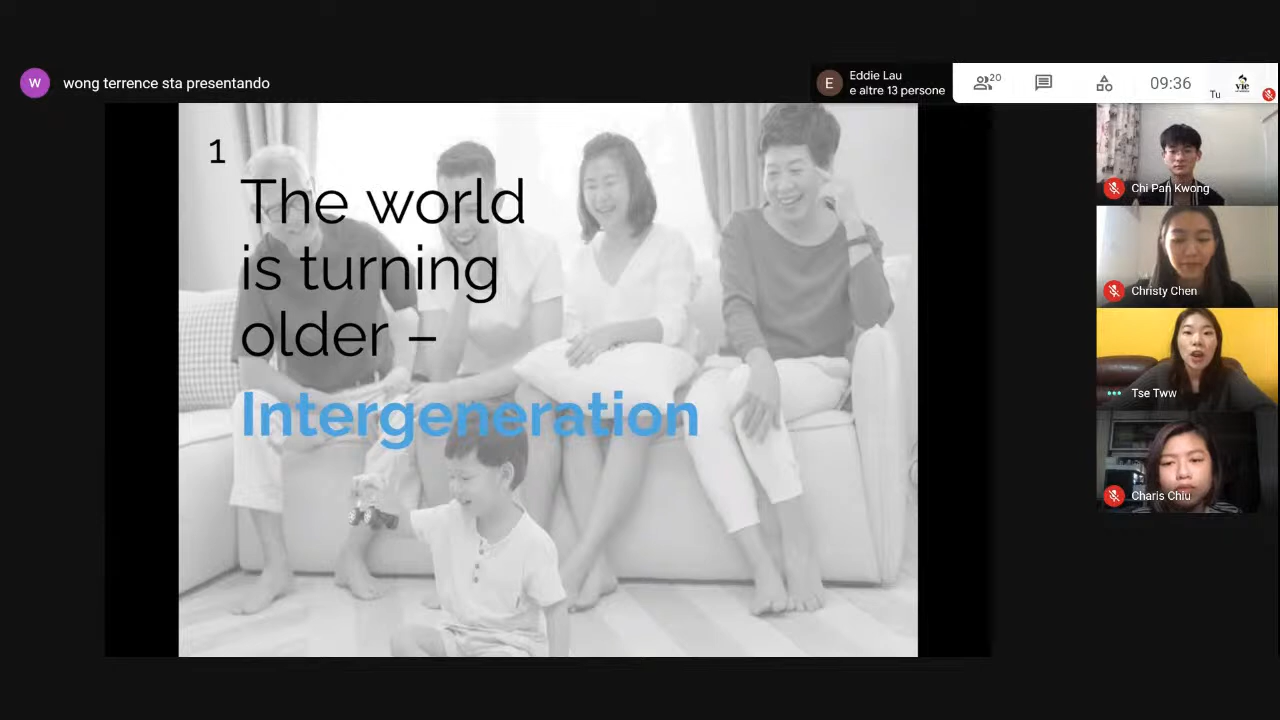 W
wong terrence sta presentando
E
Eddie Lau
e altre 13 persone
20
09:36
Tu
vie
1
The world
is turning
older –
Intergeneration
Chi Pan Kwong
Christy Chen
Tse Tww
Charis Chiu